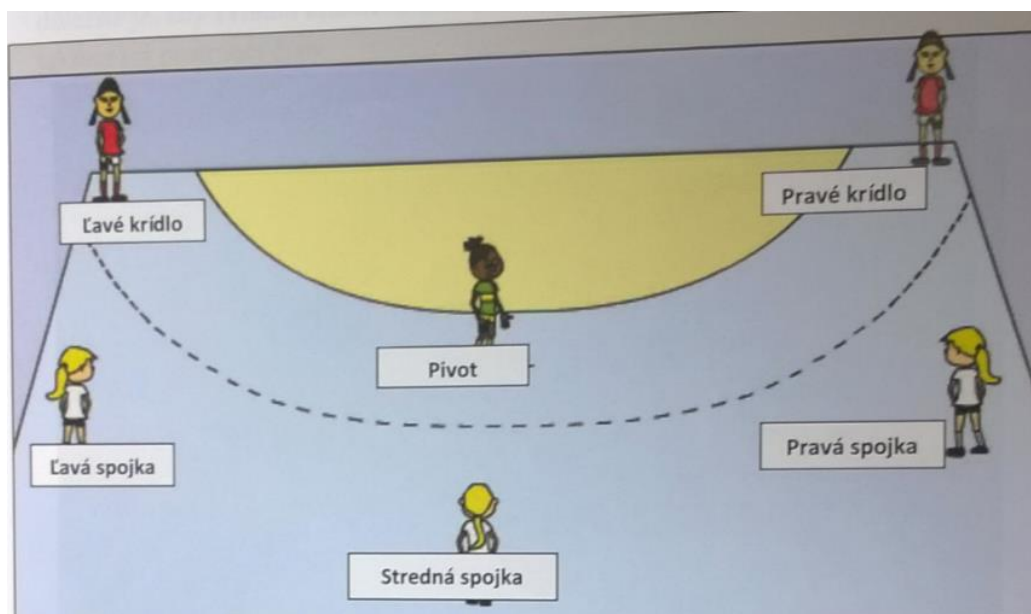 Ľavé krídlo
Pravé krídlo
Pivot
Ľavá spojka
Pravá spojka
Stredná spojka